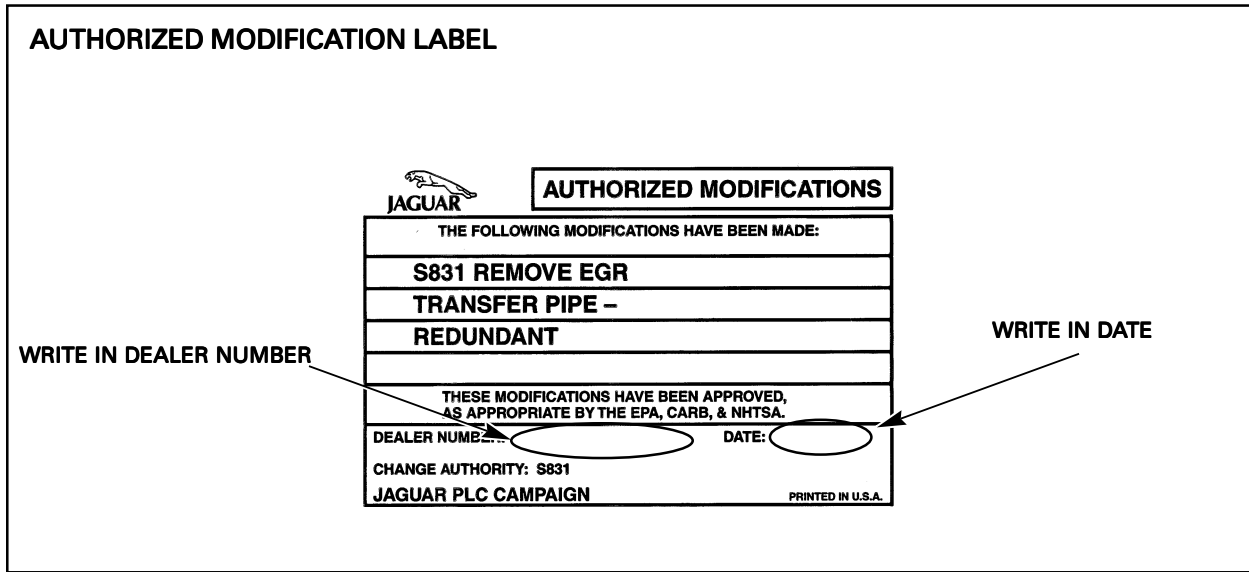 AUTHORIZED MODIFICATION LABEL
JAGUAR
AUTHORIZED MODIFICATIONS
THE FOLLOWING MODIFICATIONS HAVE BEEN MADE:
S831 REMOVE EGR
TRANSFER PIPE –
REDUNDANT
WRITE IN DATE
WRITE IN DEALER NUMBER
THESE MODIFICATIONS HAVE BEEN APPROVED,
AS APPROPRIATE BY THE EPA, CARB, & NHTSA.
DEALER NUMBER: DATE:
CHANGE AUTHORITY: S831
JAGUAR PLC CAMPAIGN PRINTED IN U.S.A.